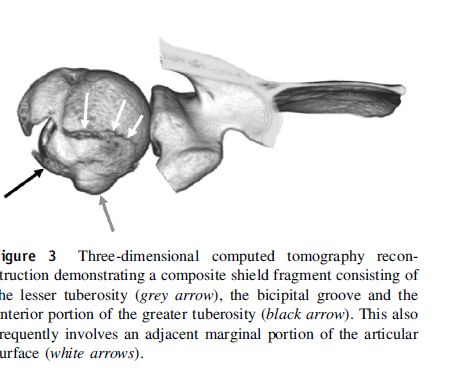 igure 3 Three-dimensional computed tomography recon-
truction demonstrating a composite shield fragment consisting of
he lesser tuberosity (grey arrow), the bicipital groove and the
nterior portion of the greater tuberosity (black arrow). This also
requently involves an adjacent marginal portion of the articular
urface (white arrows).